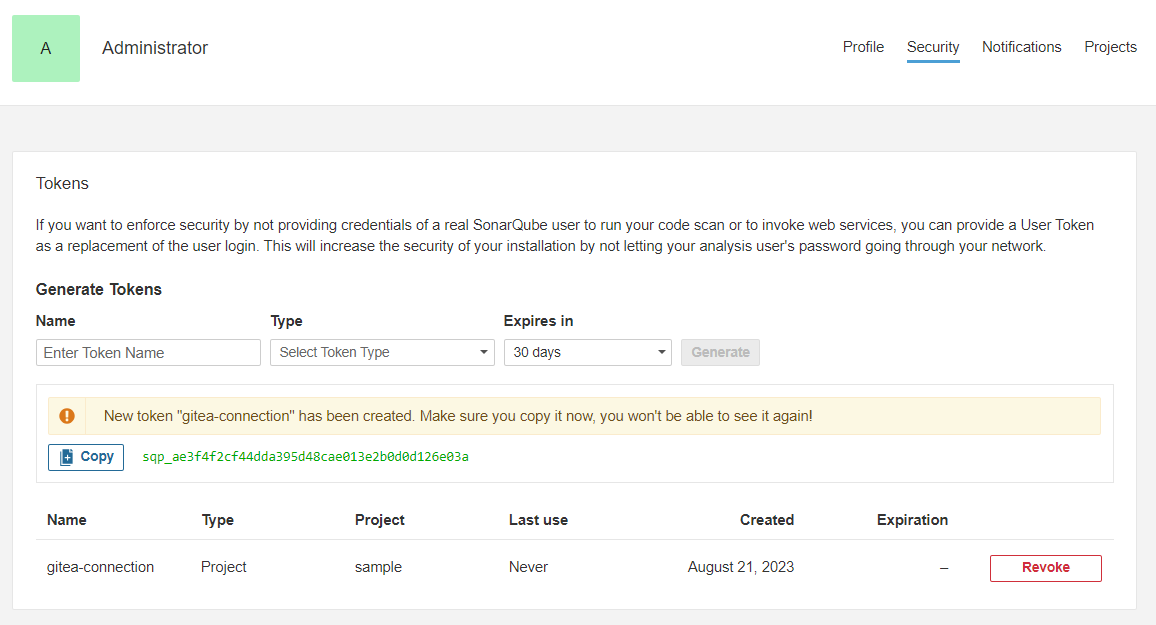 A
Administrator
Profile Security Notifications Projects
Tokens
If you want to enforce security by not providing credentials of a real SonarQube user to run your code scan or to invoke web services, you can provide a User Token
as a replacement of the user login. This will increase the security of your installation by not letting your analysis user's password going through your network.
Generate Tokens
Name Type Expires in
Enter Token Name Select Token Type 30 days Generate
New token "gitea-connection" has been created. Make sure you copy it now, you won't be able to see it again!
Copy sqp_ae3f4f2cf44dda395d48cae013e2b0d0d126e03a
Name Type Project Last use Created Expiration
gitea-connection Project sample Never August 21, 2023 – Revoke